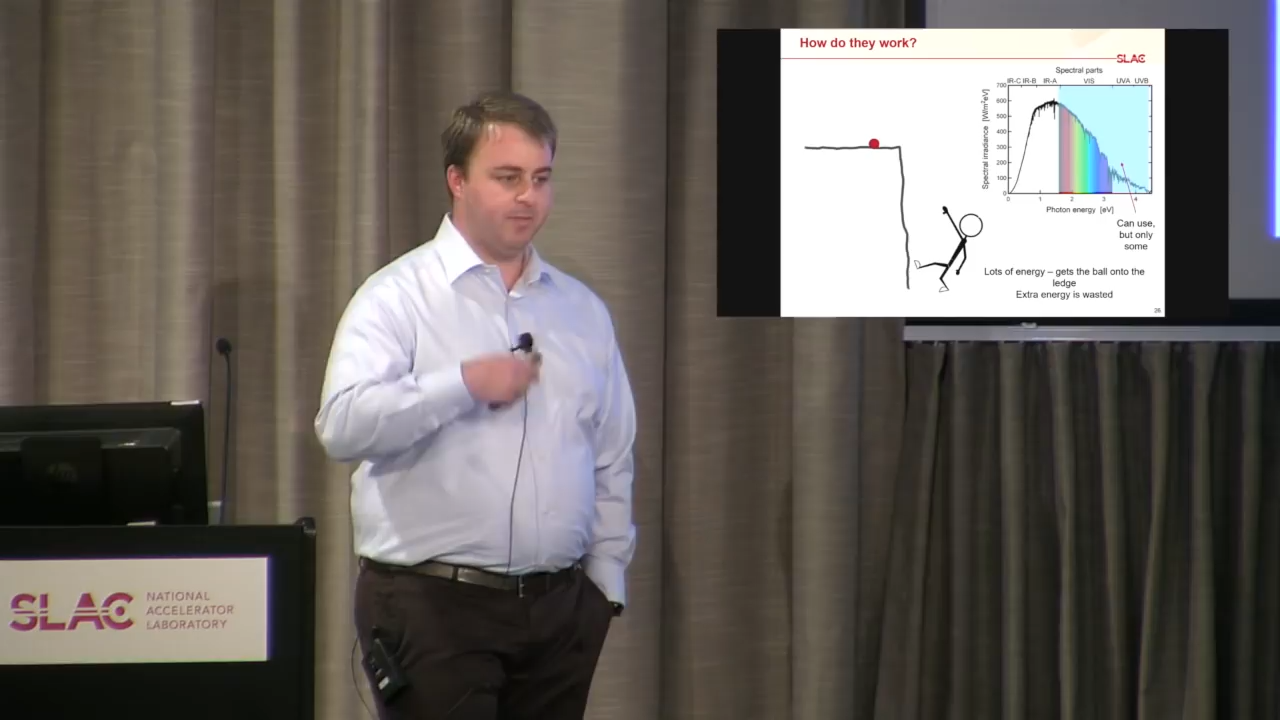 How do they work?
SLAC
Spectral parts
IR-C IR-B IR-A VIS UVA UVB
Spectral irradiance [W/m²eV]
700
600
500
400
300
200
100
0
0 1 2 3 4
Photon energy [eV]
Can use,
but only
some
Lots of energy – gets the ball onto the
ledge
Extra energy is wasted
26
SLAC
NATIONAL
ACCELERATOR
LABORATORY